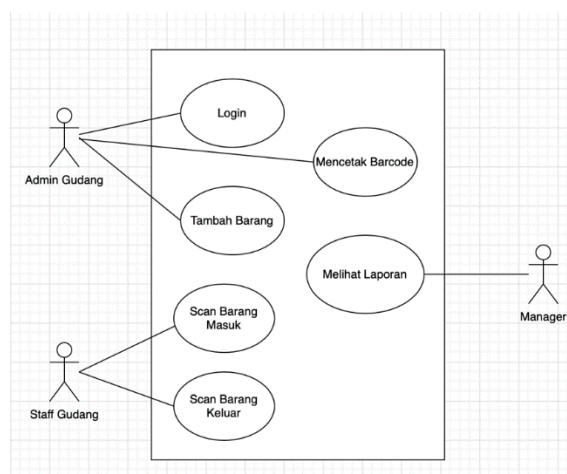 Login
Mencetak Barcode
Admin Gudang
Tambah Barang
Melihat Laporan
Manager
Scan Barang
Masuk
Scan Barang
Keluar
Staff Gudang